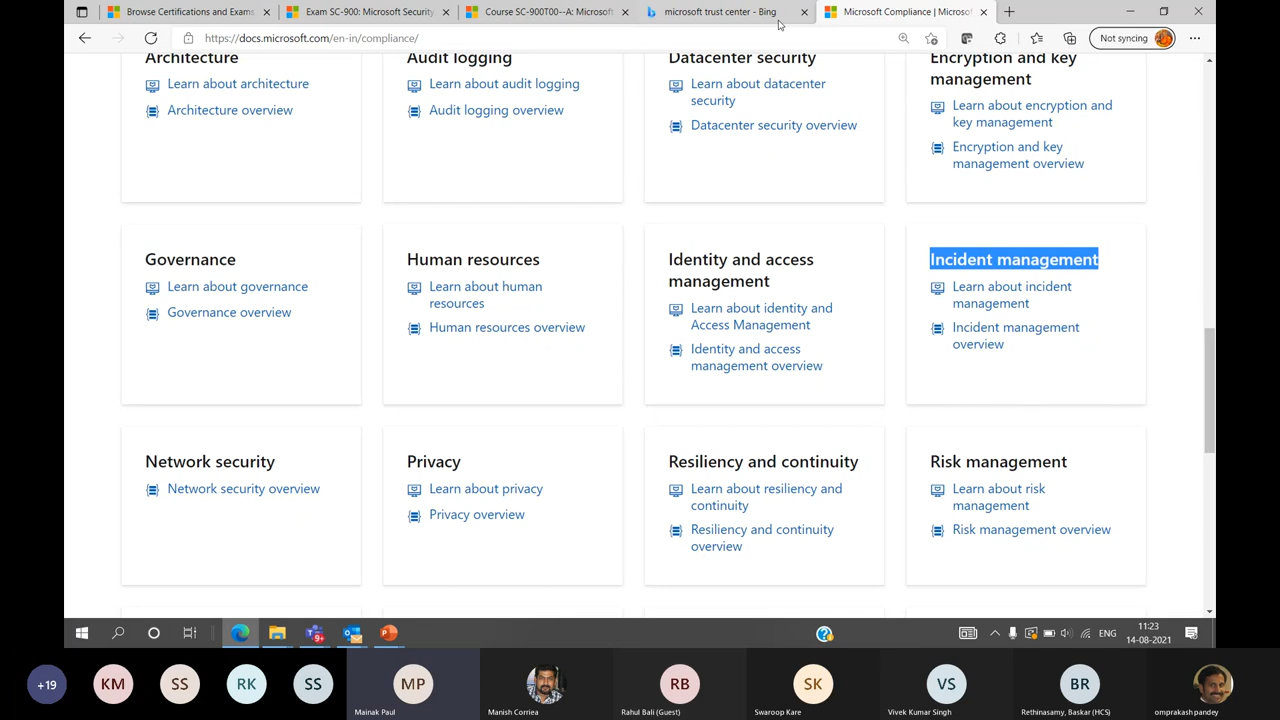 Browse Certifications and Exams
Exam SC-900: Microsoft Security,
Course SC-900T00--A: Microsoft
microsoft trust center - Bing
Microsoft Compliance | Microsof
https://docs.microsoft.com/en-in/compliance/
Not syncing
Architecture
Learn about architecture
Architecture overview
Audit logging
Learn about audit logging
Audit logging overview
Datacenter security
Learn about datacenter
security
Datacenter security overview
Encryption and key
management
Learn about encryption and
key management
Encryption and key
management overview
Governance
Learn about governance
Governance overview
Human resources
Learn about human
resources
Human resources overview
Identity and access
management
Learn about identity and
Access Management
Identity and access
management overview
Incident management
Learn about incident
management
Incident management
overview
Network security
Network security overview
Privacy
Learn about privacy
Privacy overview
Resiliency and continuity
Learn about resiliency and
continuity
Resiliency and continuity
overview
Risk management
Learn about risk
management
Risk management overview
ENG
11:23
14-08-2021
+19
KM
SS
RK
SS
MP
Mainak Paul
Manish Corriea
RB
Rahul Bali (Guest)
SK
Swaroop Kare
VS
Vivek Kumar Singh
BR
Rethinasamy, Baskar (HCS)
omprakash pandey